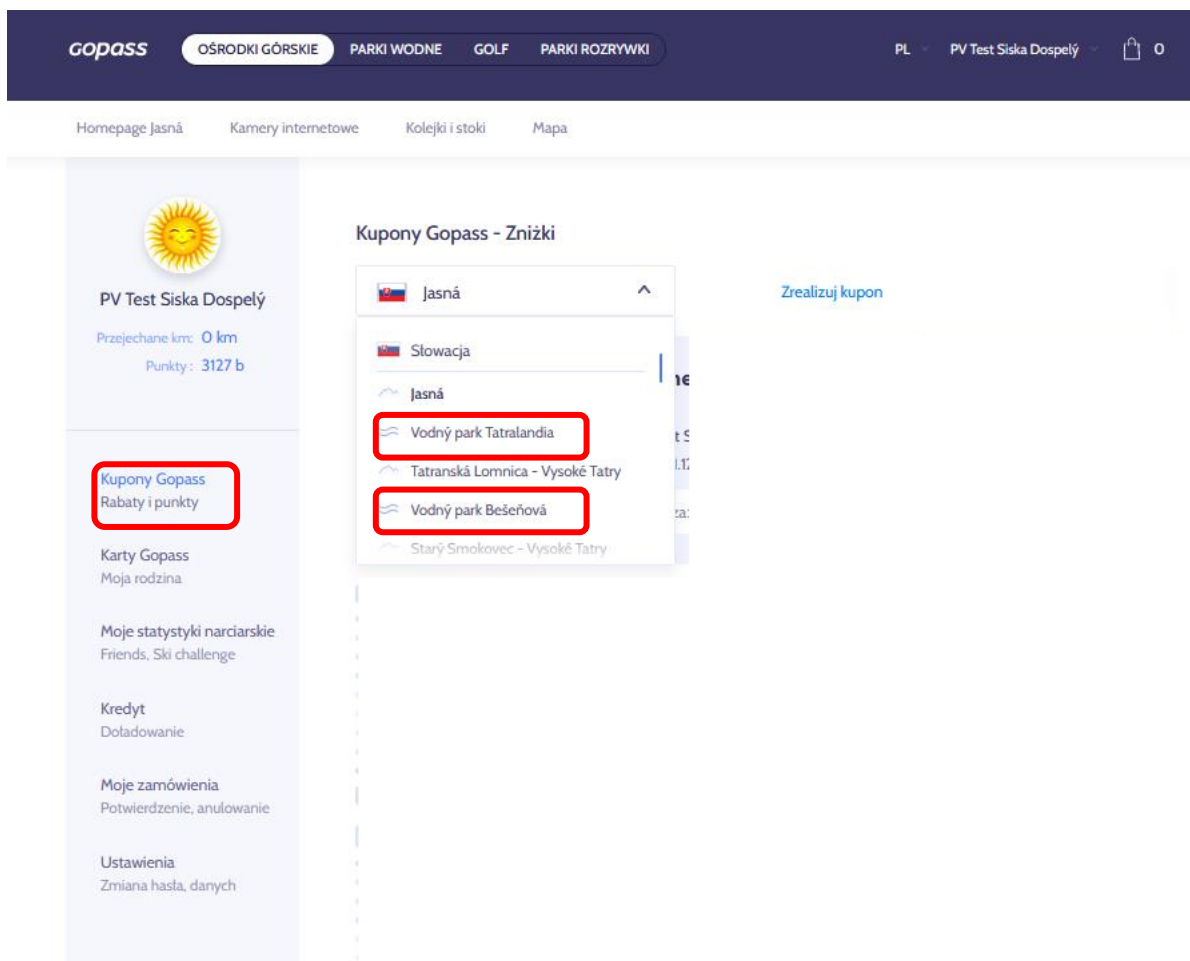 GOPASS
OŚRODKI GÓRSKIE PARKI WODNE GOLF PARKI ROZRYWKI
PL PV Test Siska Dospelý 0
Homepage Jasná Kamery internetowe Kolejki i stoki Mapa
PV Test Siska Dospelý
Przejechane km: 0 km
Punkty: 3127 b
Kupony Gopass
Rabaty i punkty
Karty Gopass
Moja rodzina
Moje statystyki narciarskie
Friends, Ski challenge
Kredyt
Doładowanie
Moje zamówienia
Potwierdzenie, anulowanie
Ustawienia
Zmiana hasła, danych
Kupony Gopass - Zniżki
Jasná
Zrealizuj kupon
Słowacja
Jasná
Vodný park Tatralandia
Tatranská Lomnica - Vysoké Tatry
Vodný park Bešeňová
Starý Smokovec - Vysoké Tatry